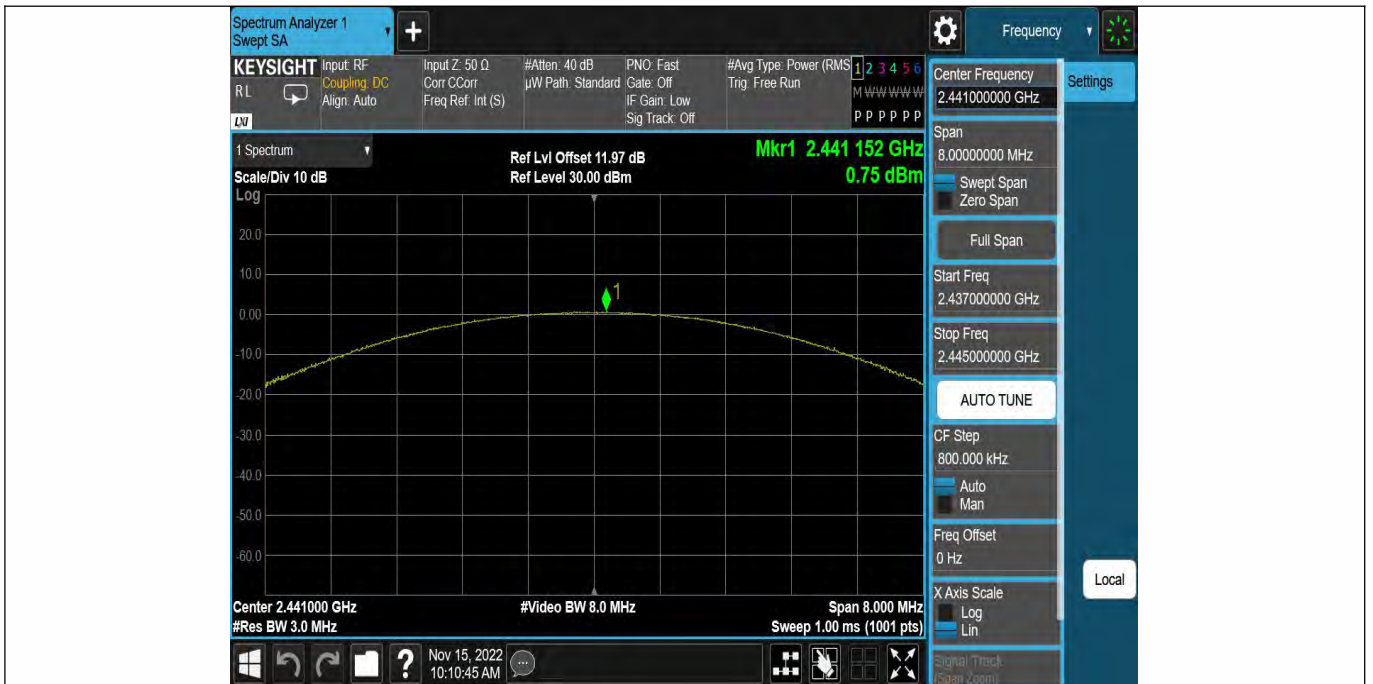 Spectrum Analyzer 1
Swept SA
Frequency
KEYSIGHT
RL
LXI
Input: RF
Coupling: DC
Align: Auto
Input Z: 50 Ω
Corr CCorr
Freq Ref: Int (S)
#Atten: 40 dB
µW Path: Standard
PNO: Fast
Gate: Off
IF Gain: Low
Sig Track: Off
#Avg Type: Power (RMS
Trig: Free Run
1 2 3 4 5 6
M W W W W W
P P P P P P
1 Spectrum
Scale/Div 10 dB
Log
Ref Lvl Offset 11.97 dB
Ref Level 30.00 dBm
Mkr1 2.441 152 GHz
0.75 dBm
20.0
10.0
0.00
-10.0
-20.0
-30.0
-40.0
-50.0
-60.0
1
Center 2.441000 GHz
#Res BW 3.0 MHz
#Video BW 8.0 MHz
Span 8.000 MHz
Sweep 1.00 ms (1001 pts)
Center Frequency
2.441000000 GHz
Settings
Span
8.00000000 MHz
Swept Span
Zero Span
Full Span
Start Freq
2.437000000 GHz
Stop Freq
2.445000000 GHz
AUTO TUNE
CF Step
800.000 kHz
Auto
Man
Freq Offset
0 Hz
X Axis Scale
Log
Lin
Signal Track
(Span Zoom)
Local
?
Nov 15, 2022
10:10:45 AM